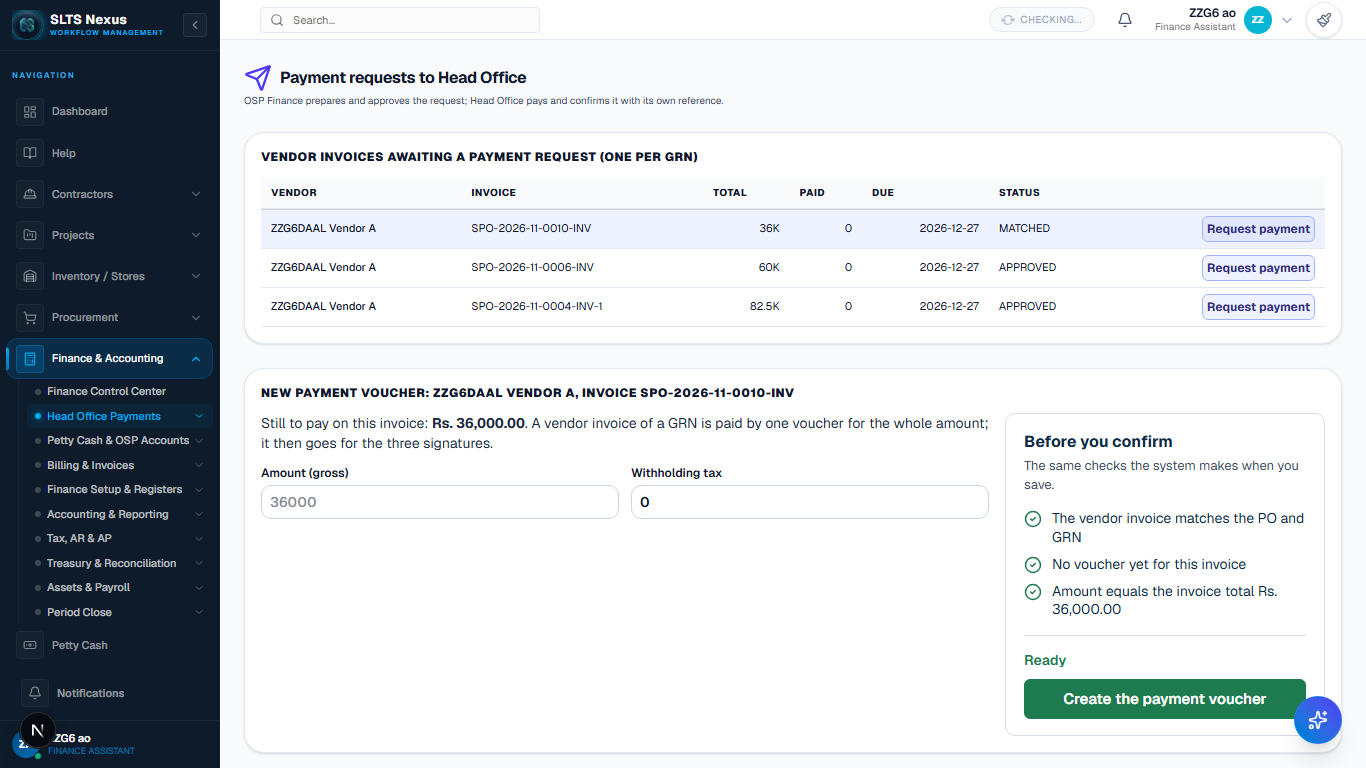 SLTS Nexus
WORKFLOW MANAGEMENT
Search...
CHECKING...
ZZG6 ao
Finance Assistant
ZZ
NAVIGATION
Dashboard
Help
Contractors
Projects
Inventory / Stores
Procurement
Finance & Accounting
Finance Control Center
Head Office Payments
Petty Cash & OSP Accounts
Billing & Invoices
Finance Setup & Registers
Accounting & Reporting
Tax, AR & AP
Treasury & Reconciliation
Assets & Payroll
Period Close
Petty Cash
Notifications
N
ZG6 ao
FINANCE ASSISTANT
Payment requests to Head Office
OSP Finance prepares and approves the request; Head Office pays and confirms it with its own reference.
VENDOR INVOICES AWAITING A PAYMENT REQUEST (ONE PER GRN)
VENDOR INVOICE TOTAL PAID DUE STATUS
ZZG6DAAL Vendor A SPO-2026-11-0010-INV 36K 0 2026-12-27 MATCHED Request payment
ZZG6DAAL Vendor A SPO-2026-11-0006-INV 60K 0 2026-12-27 APPROVED Request payment
ZZG6DAAL Vendor A SPO-2026-11-0004-INV-1 82.5K 0 2026-12-27 APPROVED Request payment
NEW PAYMENT VOUCHER: ZZG6DAAL VENDOR A, INVOICE SPO-2026-11-0010-INV
Still to pay on this invoice: Rs. 36,000.00. A vendor invoice of a GRN is paid by one voucher for the whole amount;
it then goes for the three signatures.
Amount (gross)
36000
Withholding tax
0
Before you confirm
The same checks the system makes when you
save.
The vendor invoice matches the PO and
GRN
No voucher yet for this invoice
Amount equals the invoice total Rs.
36,000.00
Ready
Create the payment voucher